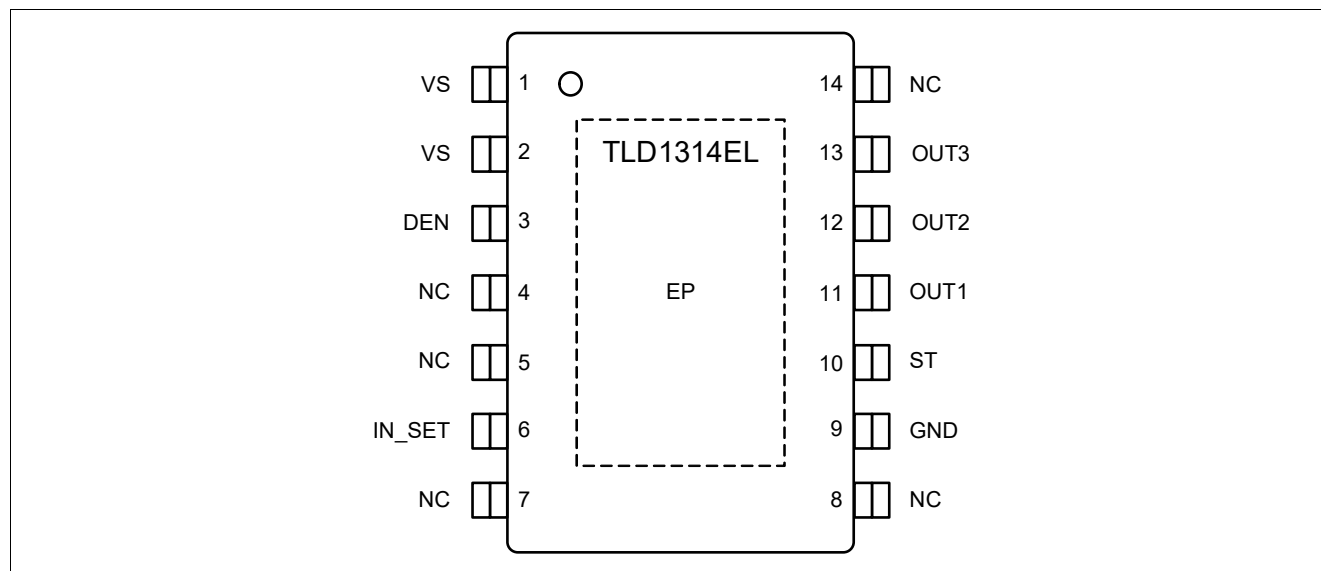 VS 1 14 NC
VS 2 TLD1314EL 13 OUT3
DEN 3 12 OUT2
NC 4 EP 11 OUT1
NC 5 10 ST
IN_SET 6 9 GND
NC 7 8 NC